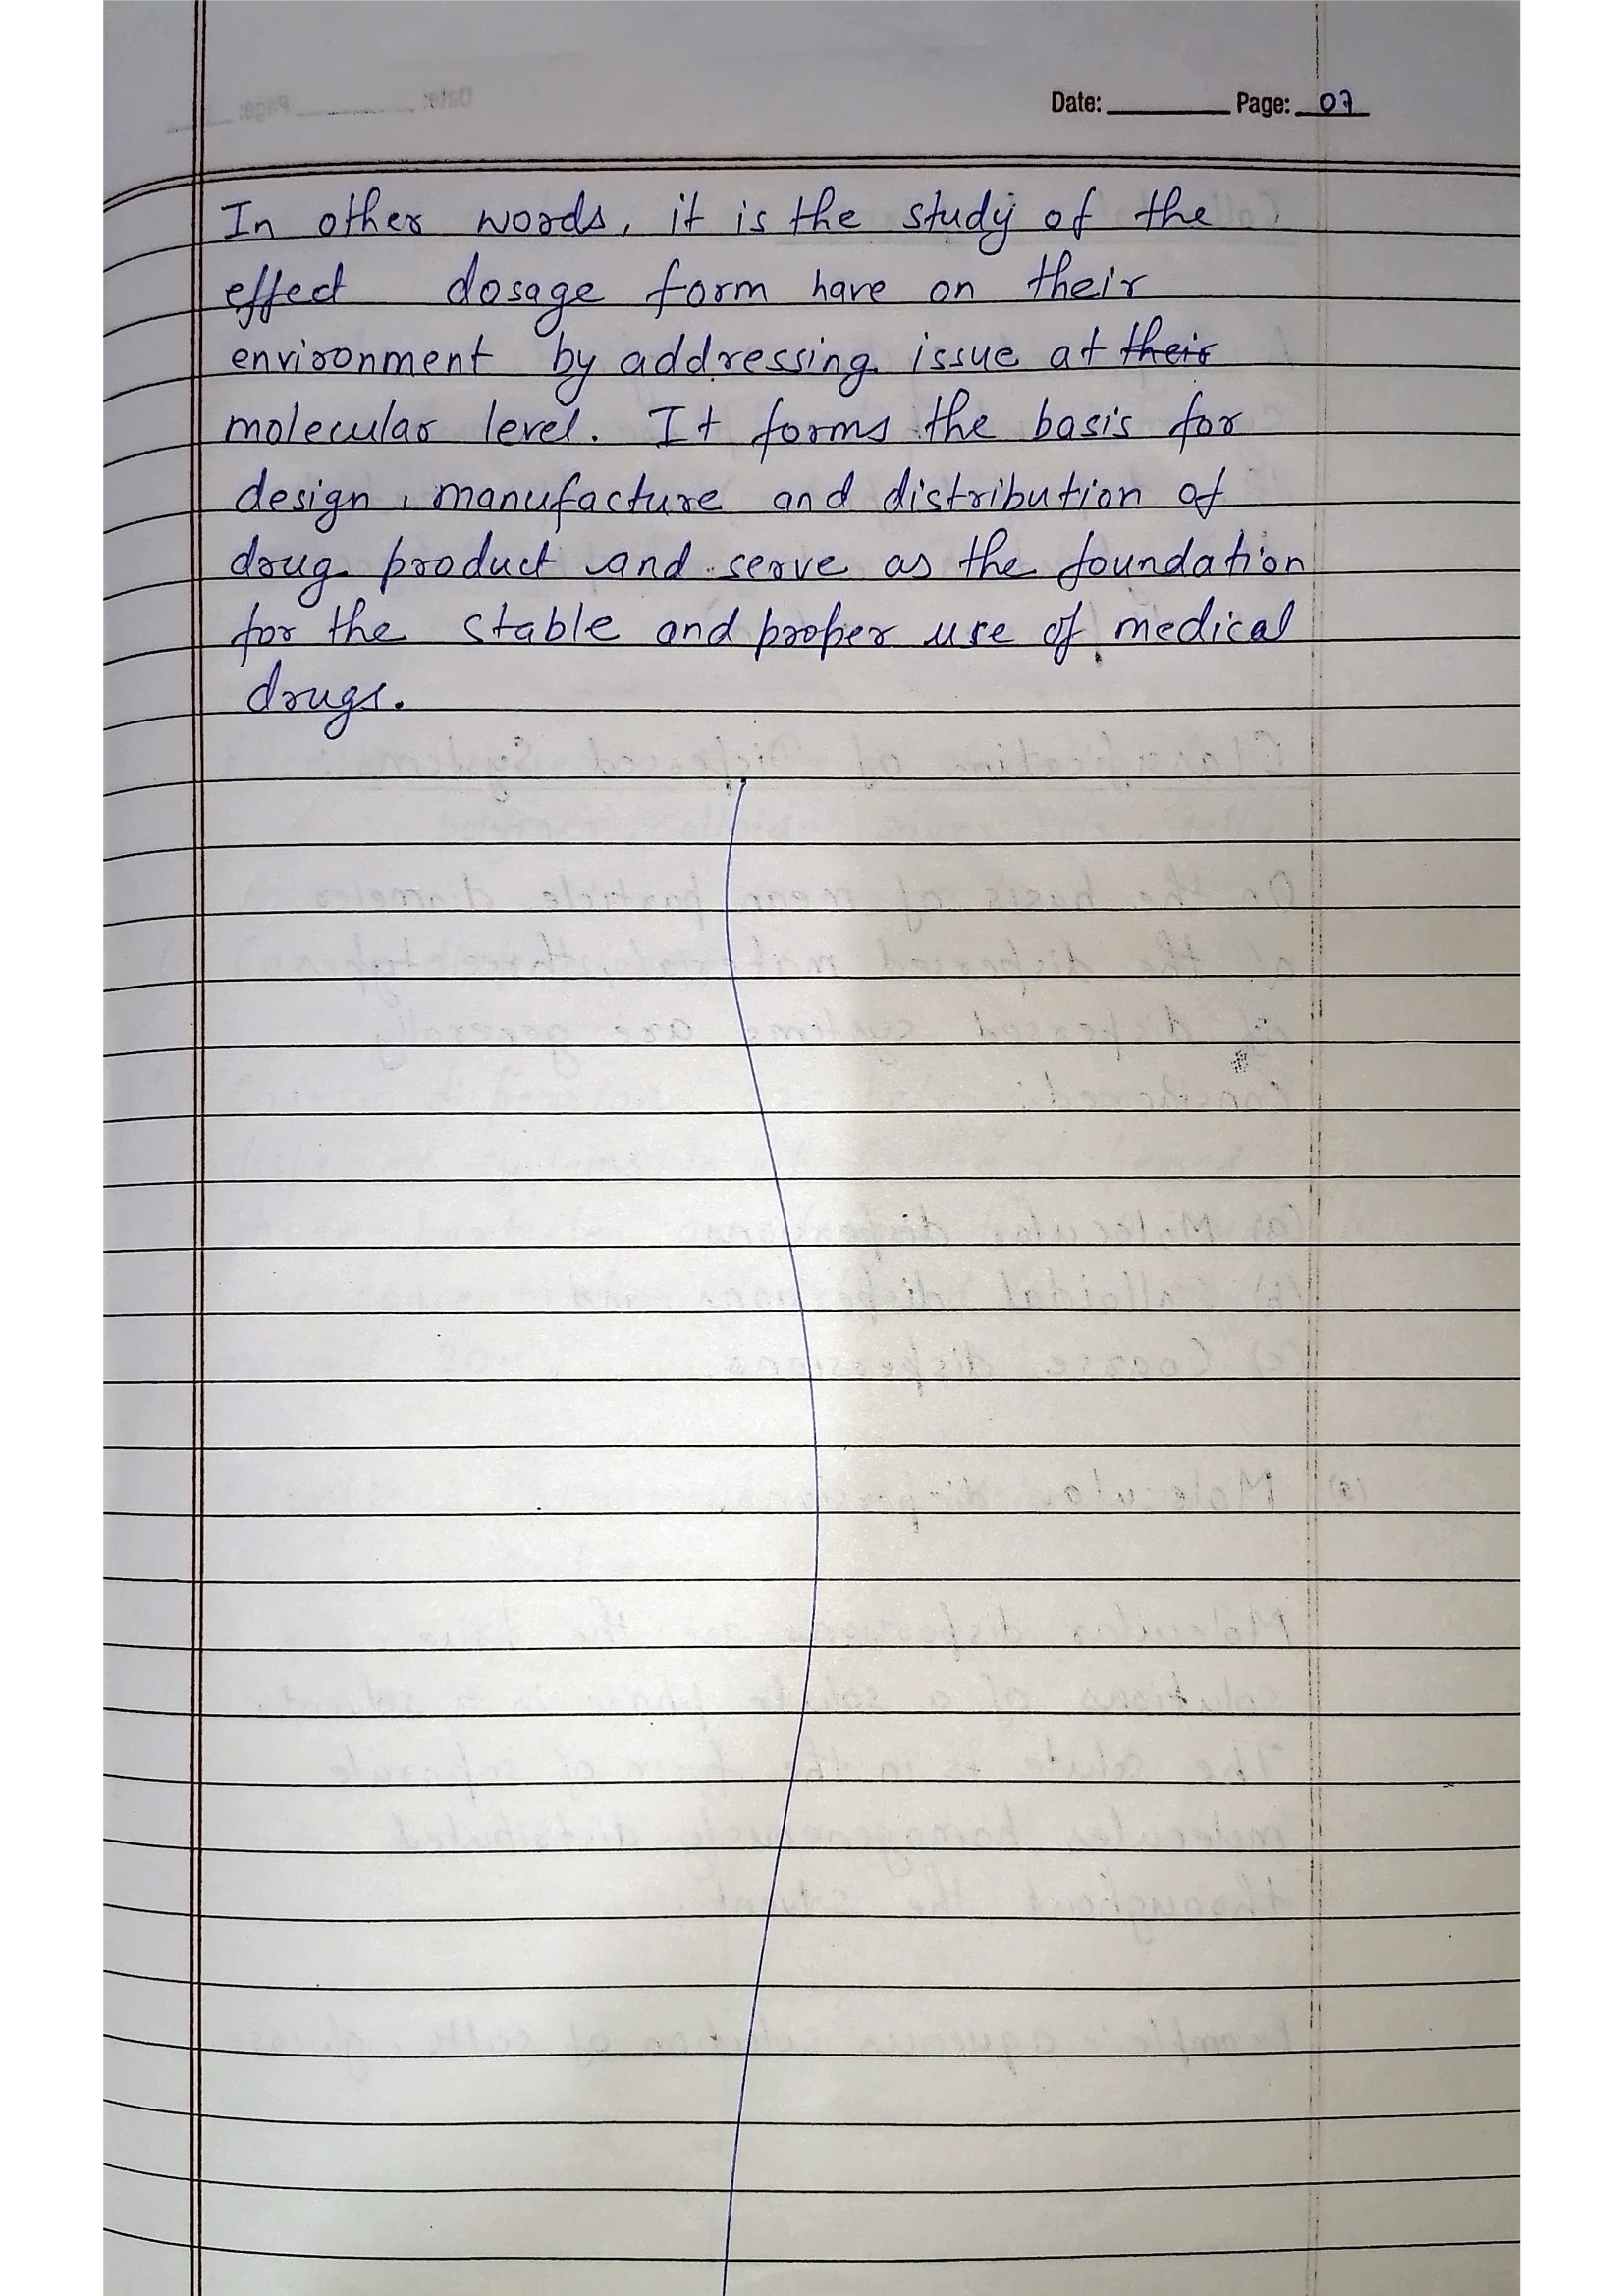 Date: Page: 07
In other words, it is the study of the
effect dosage form have on their
environment by addressing issue at their
molecular level. It forms the basis for
design, manufacture and distribution of
drug product and serve as the foundation
for the stable and proper use of medical
drugs.